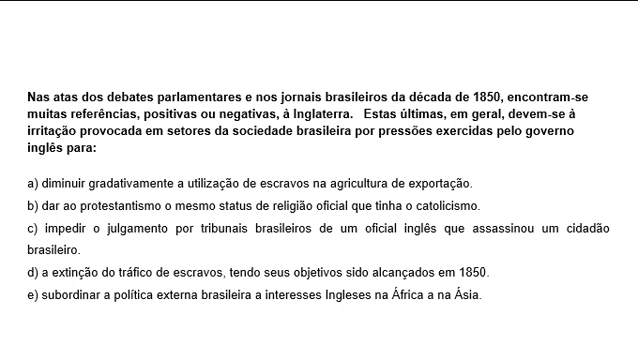 Nas atas dos debates parlamentares e nos jornais brasileiros da década de 1850, encontram-se
muitas referências, positivas ou negativas, à Inglaterra. Estas últimas, em geral, devem-se à
irritação provocada em setores da sociedade brasileira por pressões exercidas pelo governo
inglês para:
a) diminuir gradativamente a utilização de escravos na agricultura de exportação.
b) dar ao protestantismo o mesmo status de religião oficial que tinha o catolicismo.
c) impedir o julgamento por tribunais brasileiros de um oficial inglês que assassinou um cidadão
brasileiro.
d) a extinção do tráfico de escravos, tendo seus objetivos sido alcançados em 1850.
e) subordinar a política externa brasileira a interesses Ingleses na África a na Ásia.